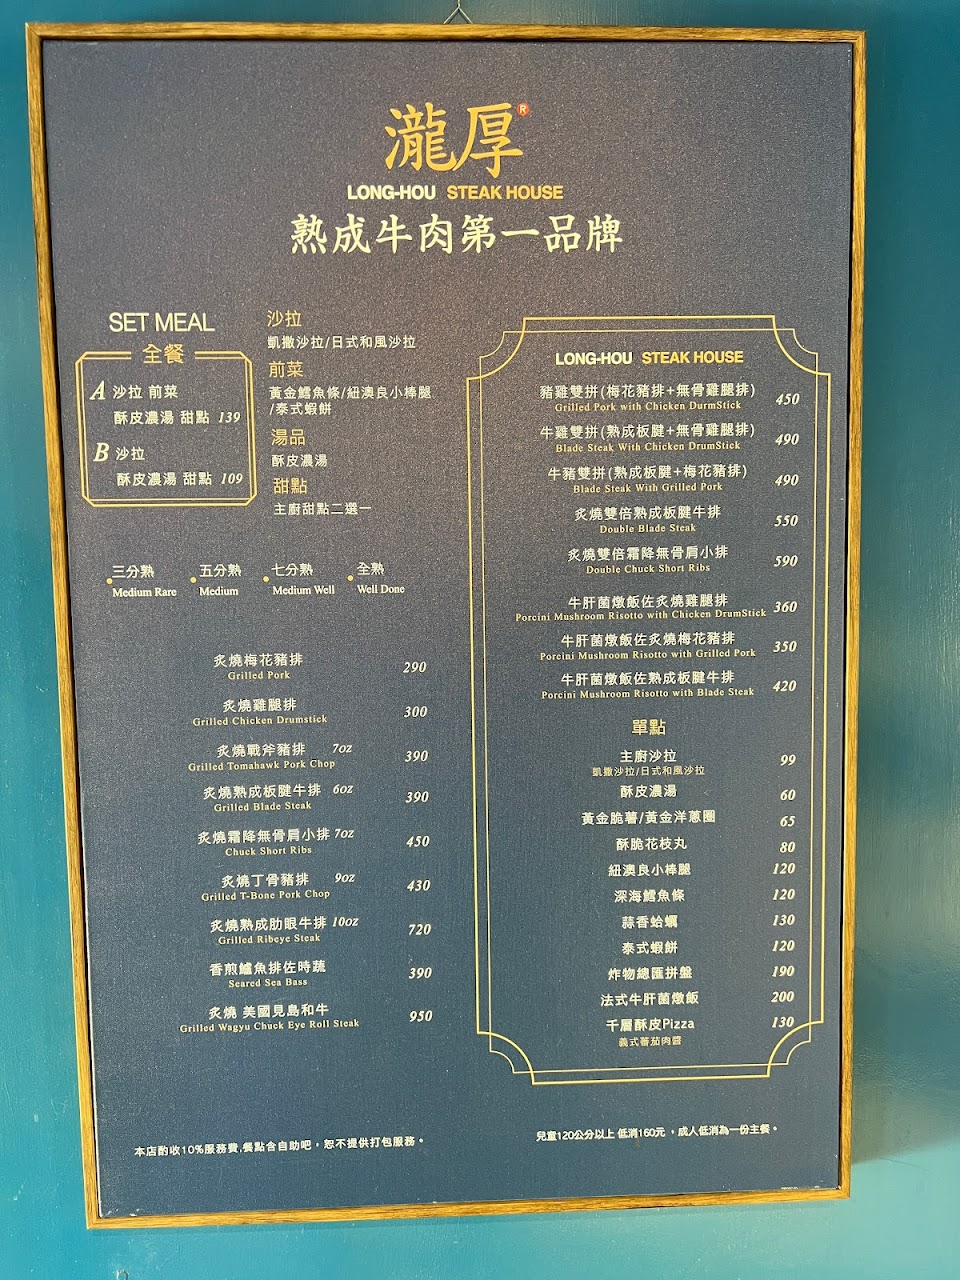 瀧厚®
LONG-HOU STEAK HOUSE
熟成牛肉第一品牌
SET MEAL
全餐
A 沙拉 前菜
酥皮濃湯 甜點 139
B 沙拉
酥皮濃湯 甜點 109
沙拉
凱撒沙拉/日式和風沙拉
前菜
黃金鱈魚條/紐澳良小棒腿
/泰式蝦餅
湯品
酥皮濃湯
甜點
主廚甜點二選一
三分熟 五分熟 七分熟 全熟
Medium Rare Medium Medium Well Well Done
炙燒梅花豬排
Grilled Pork 290
炙燒雞腿排
Grilled Chicken Drumstick 300
炙燒戰斧豬排 7oz
Grilled Tomahawk Pork Chop 390
炙燒熟成板腱牛排 6oz
Grilled Blade Steak 390
炙燒霜降無骨肩小排 7oz
Chuck Short Ribs 450
炙燒丁骨豬排 9oz
Grilled T-Bone Pork Chop 430
炙燒熟成肋眼牛排 10oz
Grilled Ribeye Steak 720
香煎鱸魚排佐時蔬
Seared Sea Bass 390
炙燒 美國見島和牛
Grilled Wagyu Chuck Eye Roll Steak 950
本店酌收10%服務費,餐點含自助吧，恕不提供打包服務。
LONG-HOU STEAK HOUSE
豬雞雙拼(梅花豬排+無骨雞腿排)
Grilled Pork with Chicken DurmStick 450
牛雞雙拼(熟成板腱+無骨雞腿排)
Blade Steak With Chicken DrumStick 490
牛豬雙拼(熟成板腱+梅花豬排)
Blade Steak With Grilled Pork 490
炙燒雙倍熟成板腱牛排
Double Blade Steak 550
炙燒雙倍霜降無骨肩小排
Double Chuck Short Ribs 590
牛肝菌燉飯佐炙燒雞腿排
Porcini Mushroom Risotto with Chicken DrumStick 360
牛肝菌燉飯佐炙燒梅花豬排
Porcini Mushroom Risotto with Grilled Pork 350
牛肝菌燉飯佐熟成板腱牛排
Porcini Mushroom Risotto with Blade Steak 420
單點
主廚沙拉 99
凱撒沙拉/日式和風沙拉
酥皮濃湯 60
黃金脆薯/黃金洋蔥圈 65
酥脆花枝丸 80
紐澳良小棒腿 120
深海鱈魚條 120
蒜香蛤蠣 130
泰式蝦餅 120
炸物總匯拼盤 190
法式牛肝菌燉飯 200
千層酥皮Pizza 130
義式蕃茄肉醬
兒童120公分以上 低消160元，成人低消為一份主餐。